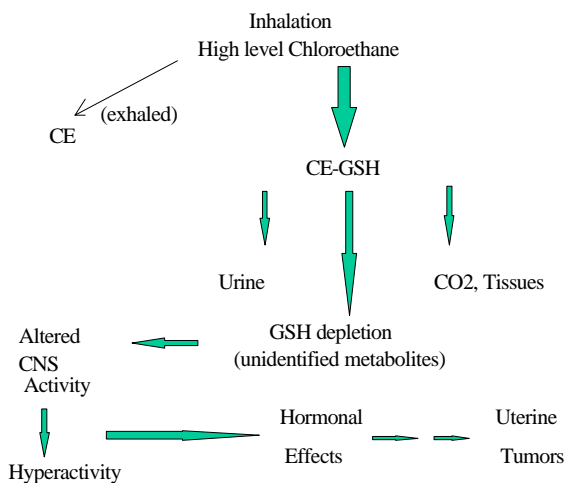 Inhalation
High level Chloroethane
(exhaled)
CE
CE-GSH
Urine
CO2, Tissues
GSH depletion
(unidentified metabolites)
Altered
CNS
Activity
Hormonal
Effects
Uterine
Tumors
Hyperactivity